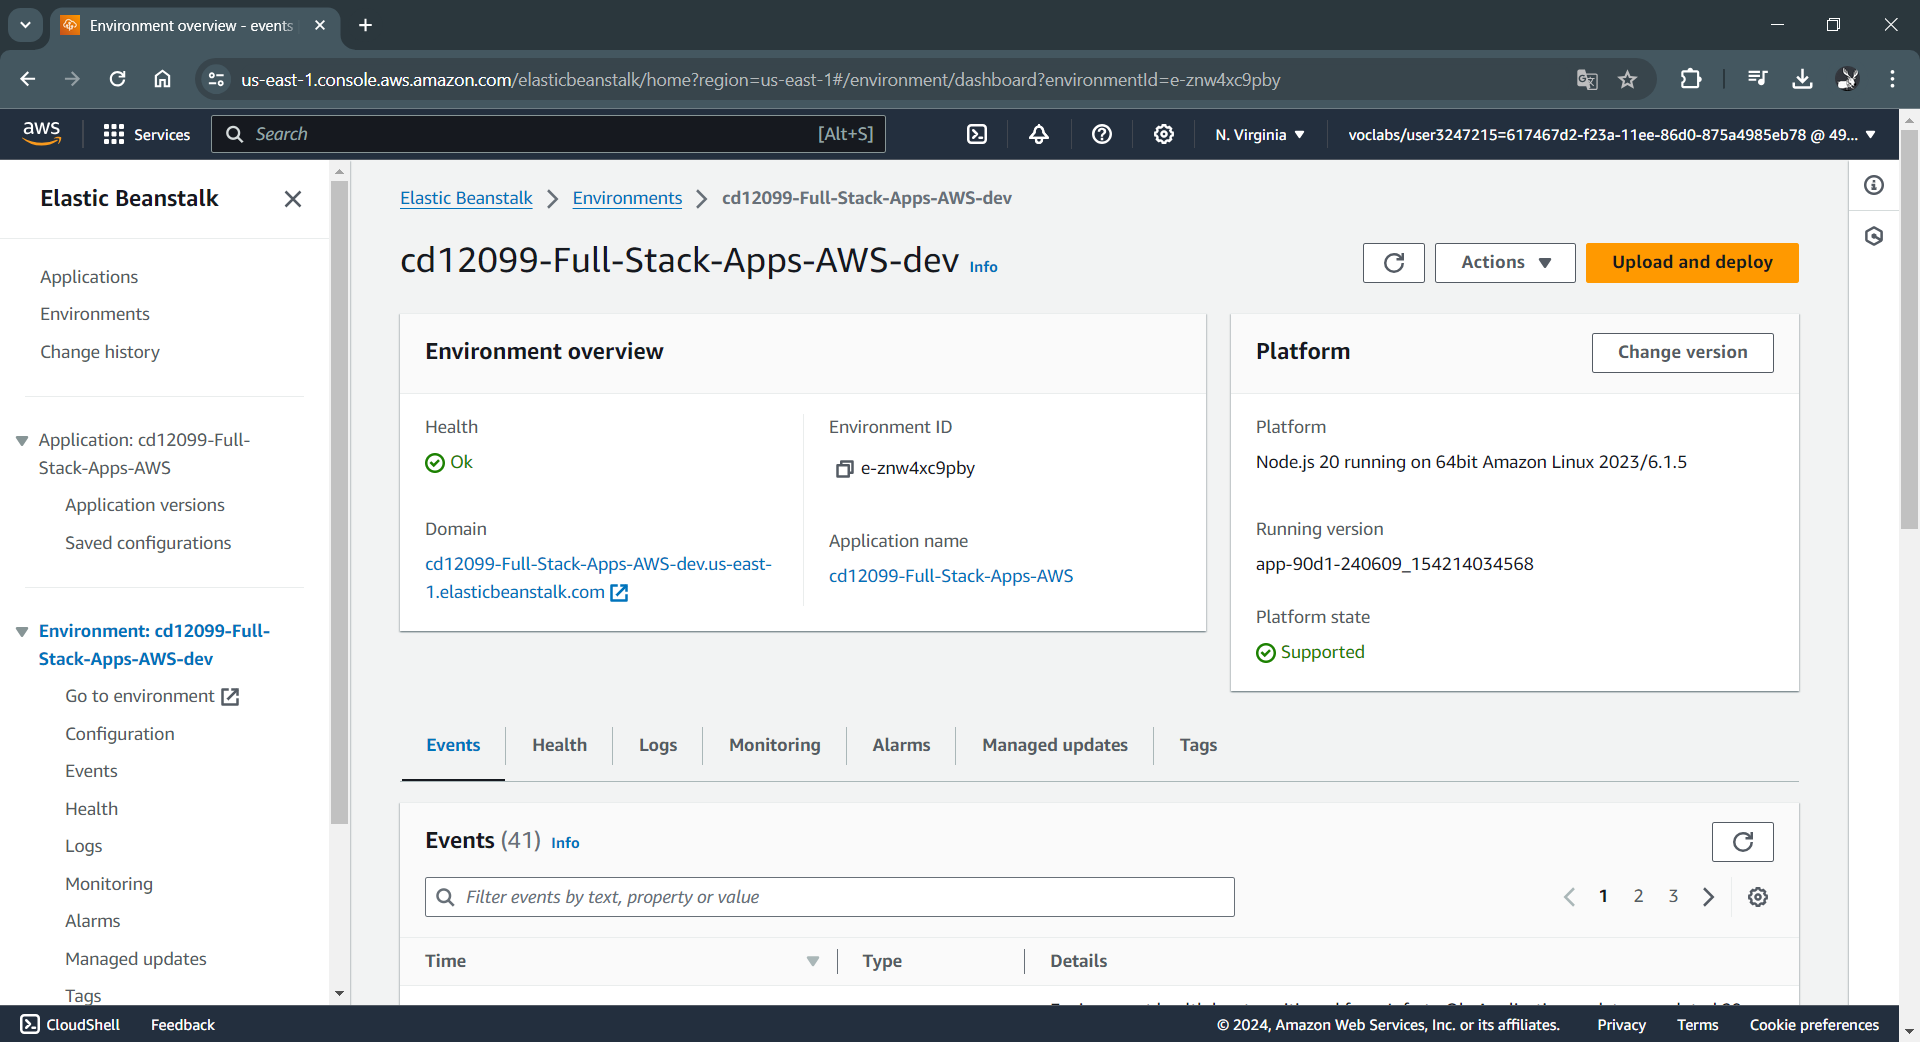 Environment overview - events
us-east-1.console.aws.amazon.com/elasticbeanstalk/home?region=us-east-1#/environment/dashboard?environmentId=e-znw4xc9pby
aws
Services
Search
[Alt+S]
N. Virginia
voclabs/user3247215=617467d2-f23a-11ee-86d0-875a4985eb78 @ 49...
Elastic Beanstalk
Applications
Environments
Change history
Application: cd12099-Full-
Stack-Apps-AWS
Application versions
Saved configurations
Environment: cd12099-Full-
Stack-Apps-AWS-dev
Go to environment
Configuration
Events
Health
Logs
Monitoring
Alarms
Managed updates
Tags
Elastic Beanstalk
Environments
cd12099-Full-Stack-Apps-AWS-dev
cd12099-Full-Stack-Apps-AWS-dev Info
Actions
Upload and deploy
Environment overview
Health
Ok
Domain
cd12099-Full-Stack-Apps-AWS-dev.us-east-
1.elasticbeanstalk.com
Environment ID
e-znw4xc9pby
Application name
cd12099-Full-Stack-Apps-AWS
Platform
Change version
Platform
Node.js 20 running on 64bit Amazon Linux 2023/6.1.5
Running version
app-90d1-240609_154214034568
Platform state
Supported
Events
Health
Logs
Monitoring
Alarms
Managed updates
Tags
Events (41) Info
Filter events by text, property or value
1
2
3
Time
Type
Details
CloudShell
Feedback
© 2024, Amazon Web Services, Inc. or its affiliates.
Privacy
Terms
Cookie preferences